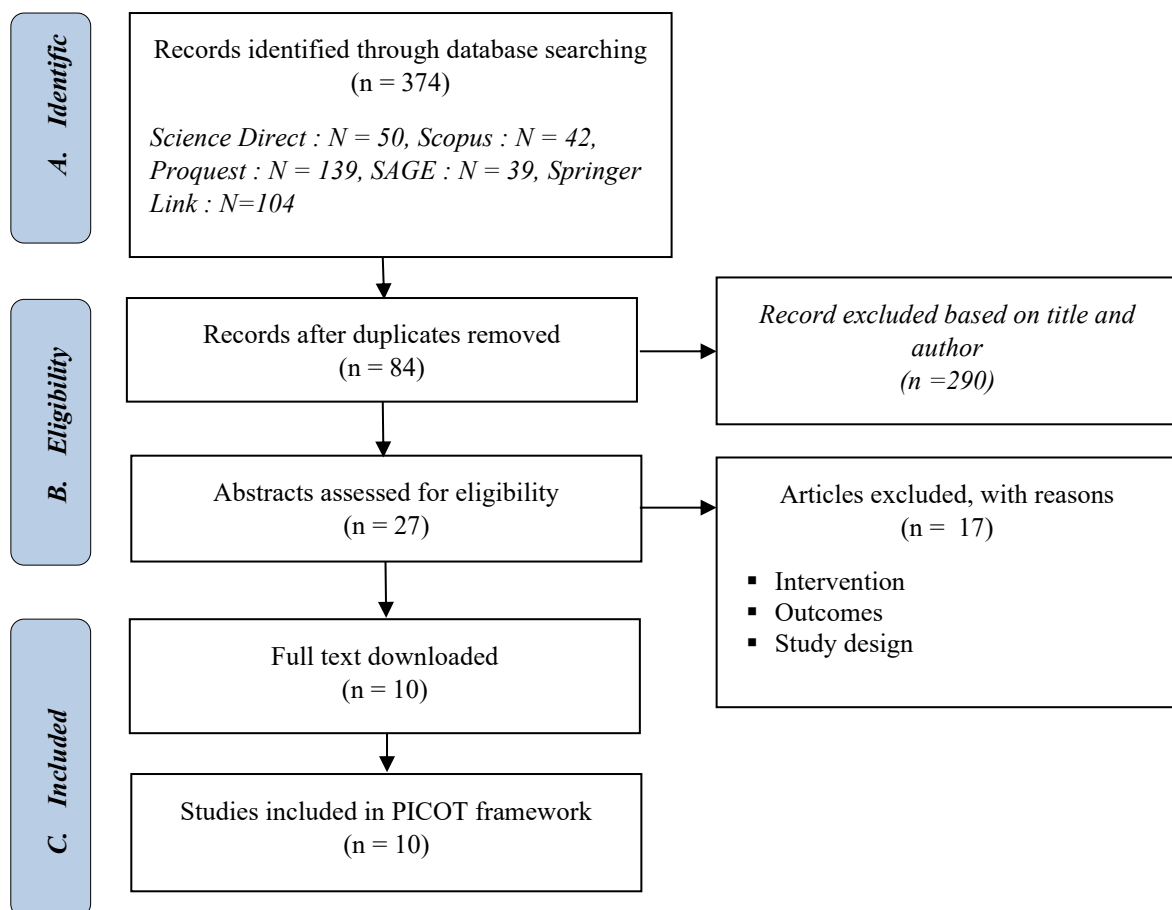 A. Identific
Records identified through database searching
(n = 374)
Science Direct : N = 50, Scopus : N = 42,
Proquest : N = 139, SAGE : N = 39, Springer
Link : N=104
B. Eligibility
Records after duplicates removed
(n = 84)
Record excluded based on title and
author
(n =290)
Abstracts assessed for eligibility
(n = 27)
Articles excluded, with reasons
(n = 17)
▪ Intervention
▪ Outcomes
▪ Study design
C. Included
Full text downloaded
(n = 10)
Studies included in PICOT framework
(n = 10)